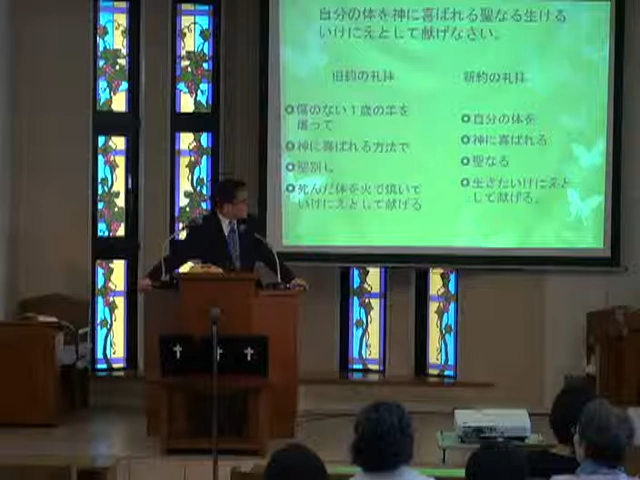 自分の体を神に喜ばれる聖なる生ける
いけにえとして献げなさい。
旧約の礼拝
傷のない1歳の羊を
屠って
神に喜ばれる方法で
聖別し
死んだ体を火で焼いて
いけにえとして献げる
新約の礼拝
自分の体を
神に喜ばれる
聖なる
生きたいけにえと
して献げる。